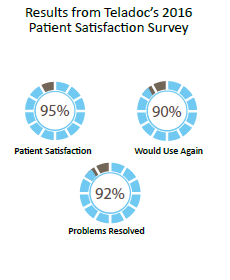 Results from Teladoc's 2016
Patient Satisfaction Survey
95%
90%
Patient Satisfaction
Would Use Again
92%
Problems Resolved